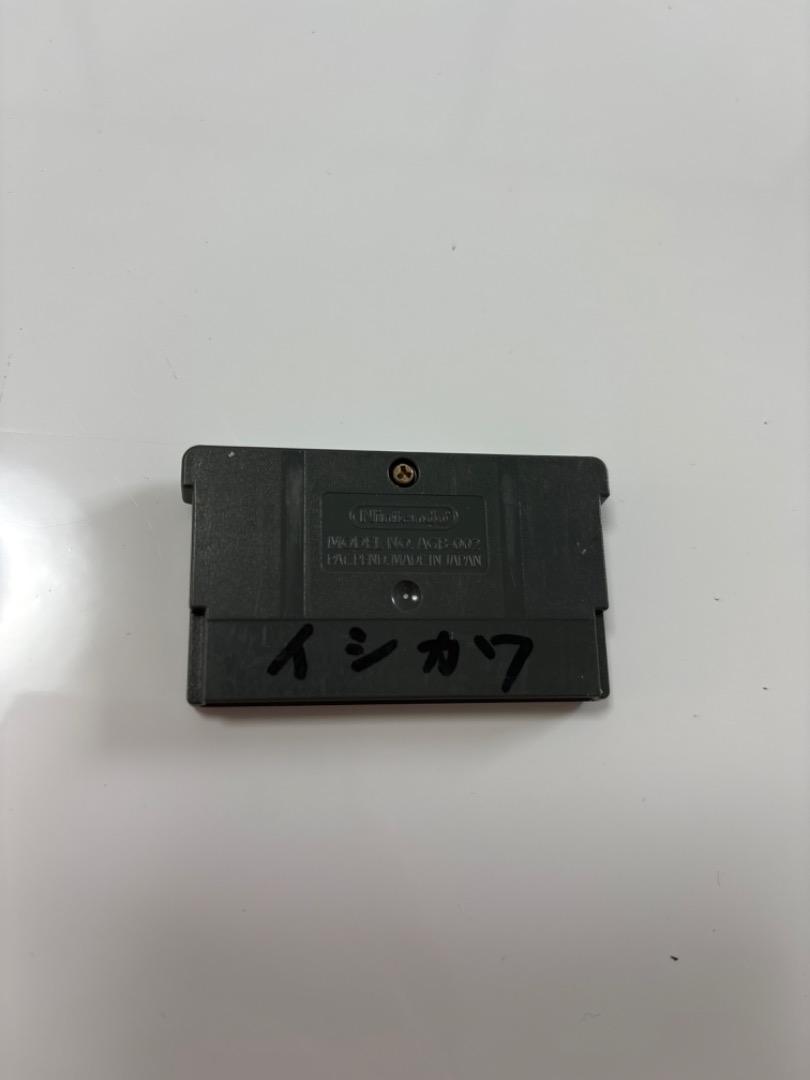 Nintendo
MODEL NO. AGB-002
PAT. PEND. MADE IN JAPAN
イシカワ